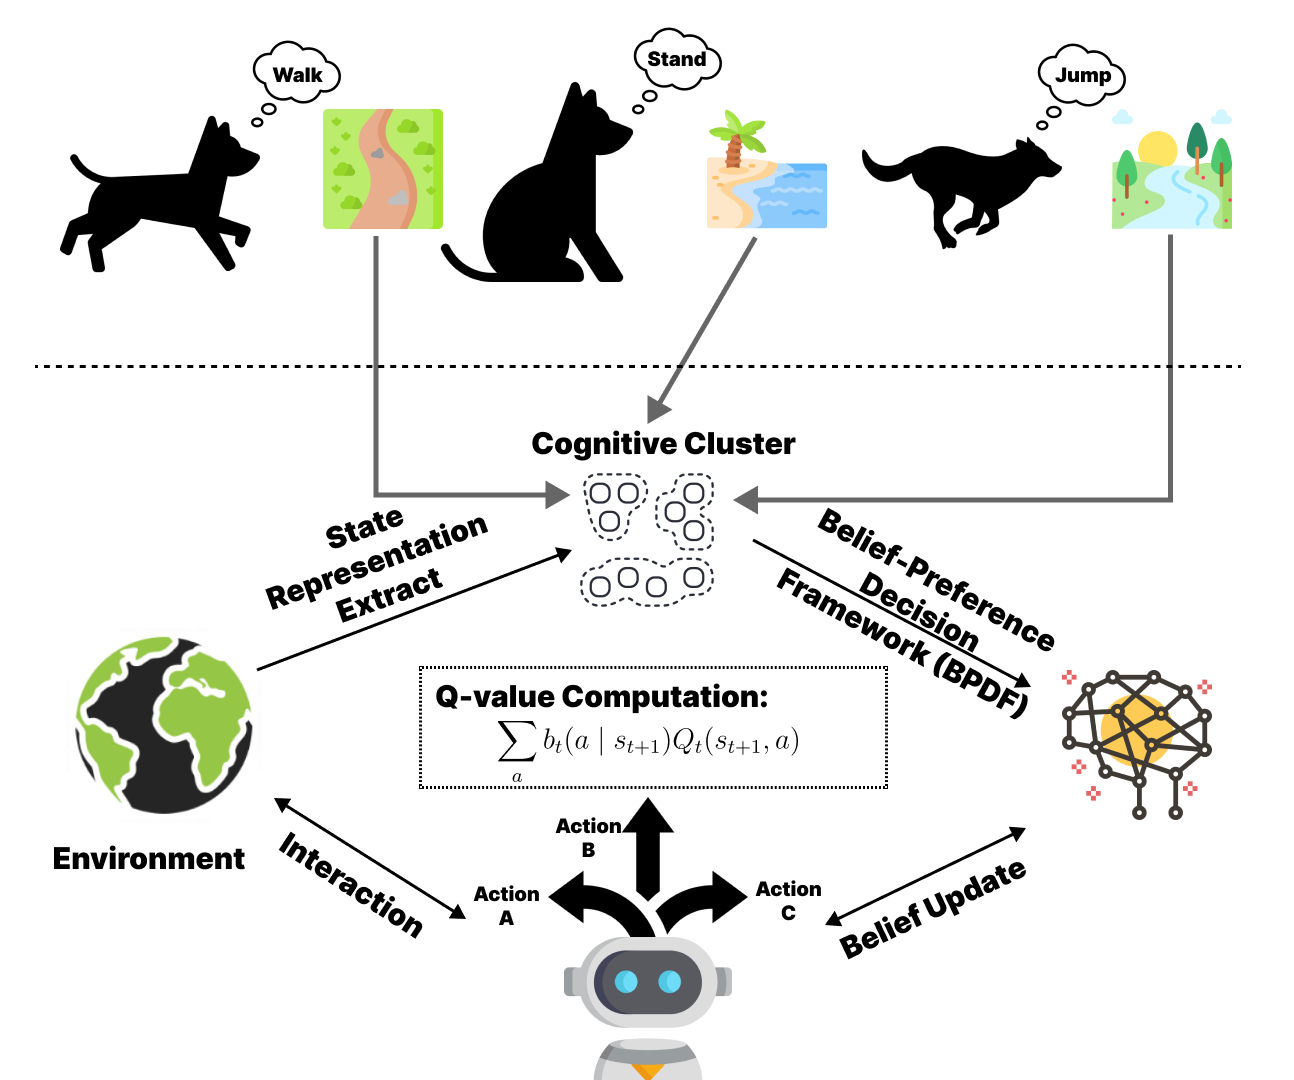 Walk
Stand
Jump
Cognitive Cluster
State
Representation
Extract
Belief-Preference
Decision
Framework (BPDF)
Q-value Computation:
$\sum_{a} b_t(a \mid s_{t+1})Q_t(s_{t+1}, a)$
Environment
Interaction
Action
B
Action
A
Action
C
Belief Update